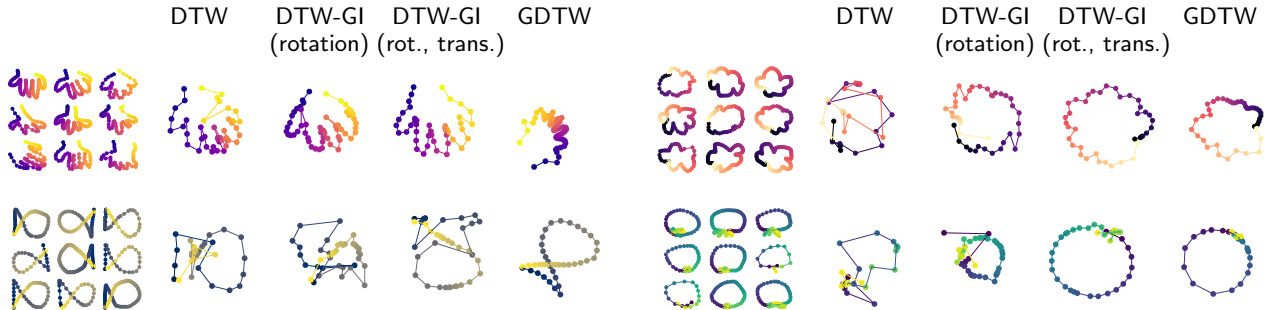 DTW DTW-GI DTW-GI GDTW
(rotation) (rot., trans.)
DTW DTW-GI DTW-GI GDTW
(rotation) (rot., trans.)